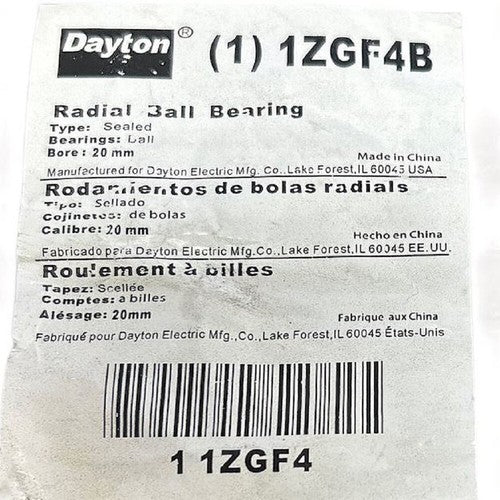 Dayton® (1) 1ZGF4B
Radial Ball Bearing
Type: Sealed
Bearings: Ball
Bore: 20 mm Made in China
Manufactured for Dayton Electric Mfg. Co., Lake Forest,IL 60045 USA
Rodamientos de bolas radials
Tipo: Sellado
Cojinetes: de bolas
Calibre: 20 mm Hecho en China
Fabricado para Dayton Electric Mfg.Co.,Lake Forest,IL 60045 EE.UU.
Roulement à billes
Tapez: Scellée
Comptes: a billes
Alésage: 20mm Fabrique aux China
Fabriqué pour Dayton Electric Mfg.,Co., Lake Forest,IL 60045 États-Unis
1 1ZGF4